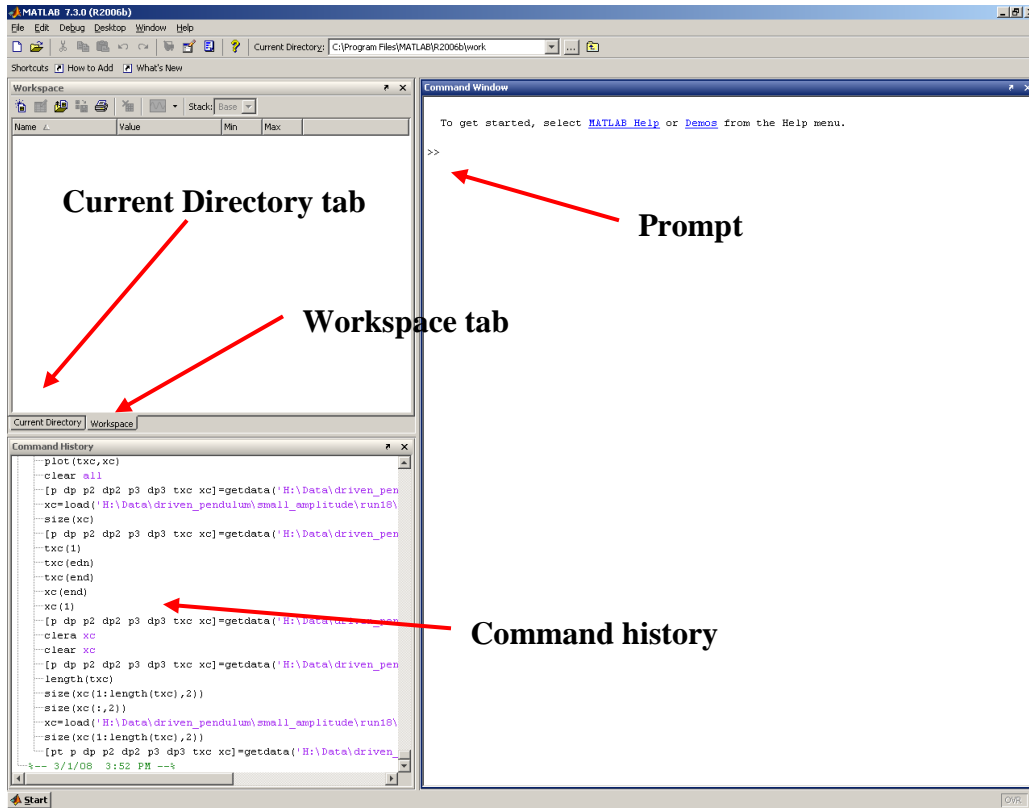 MATLAB 7.3.0 (R2006b)
File Edit Debug Desktop Window Help
Current Directory: C:\Program Files\MATLAB\R2006b\work
Shortcuts How to Add What's New
Workspace
Stack: Base
Name Value Min Max
Current Directory tab
Workspace tab
Current Directory Workspace
Command History
plot(txc,xc)
clear all
[p dp p2 dp2 p3 dp3 txc xc]=getdata('H:\Data\driven_pen
xc=load('H:\Data\driven_pendulum\small_amplitude\run18\
size(xc)
[p dp p2 dp2 p3 dp3 txc xc]=getdata('H:\Data\driven_pen
txc(1)
txc(edn)
txc(end)
xc(end)
xc(1)
[p dp p2 dp2 p3 dp3 txc xc]=getdata('H:\Data\driven_pen
clera xc
clear xc
[p dp p2 dp2 p3 dp3 txc xc]=getdata('H:\Data\driven_pen
length(txc)
size(xc(1:length(txc),2))
size(xc(:,2))
xc=load('H:\Data\driven_pendulum\small_amplitude\run18\
size(xc(1:length(txc),2))
[pt p dp p2 dp2 p3 dp3 txc xc]=getdata('H:\Data\driven_
%-- 3/1/08 3:52 PM --%
Command history
Command Window
To get started, select MATLAB Help or Demos from the Help menu.
>>
Prompt
Start
OVR